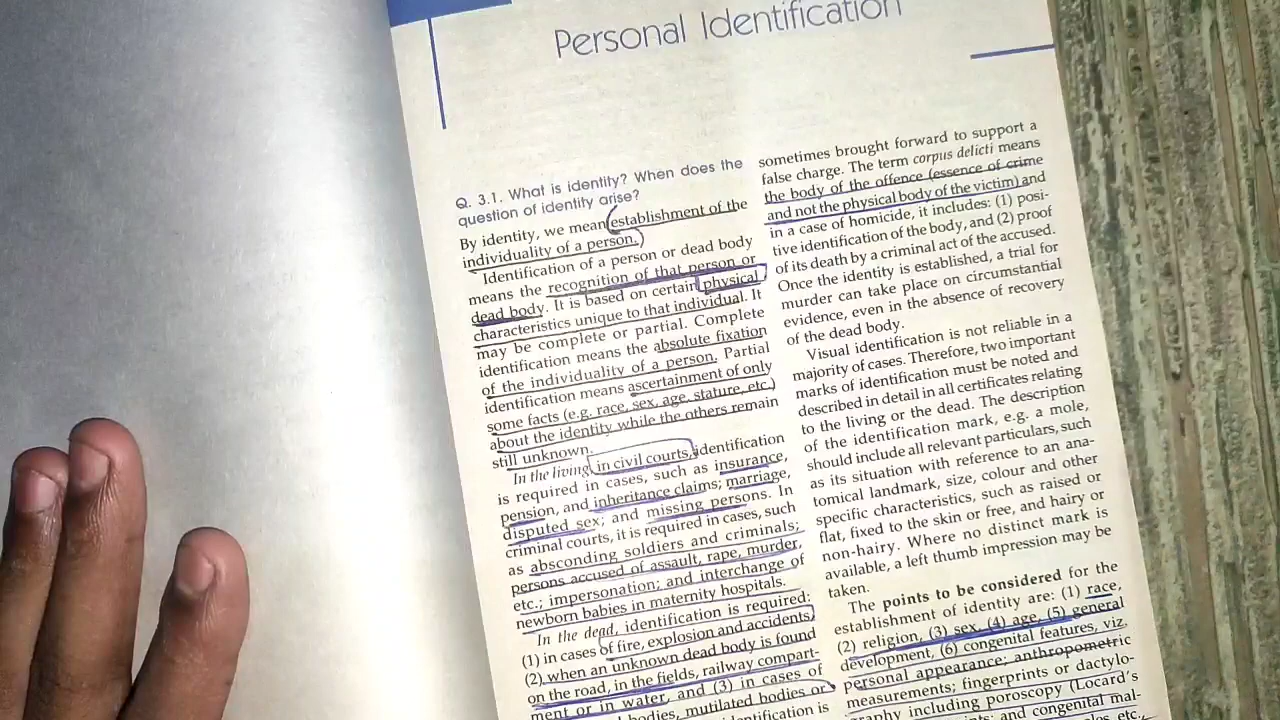 Personal Identification
Q. 3.1. What is identity? When does the
question of identity arise?
By identity, we mean establishment of the
individuality of a person.
Identification of a person or dead body
means the recognition of that person or
dead body. It is based on certain physical
characteristics unique to that individual. It
may be complete or partial. Complete
identification means the absolute fixation
of the individuality of a person. Partial
identification means ascertainment of only
some facts (e.g. race, sex, age, stature, etc.)
about the identity while the others remain
still unknown.
In the living, in civil courts, identification
is required in cases, such as insurance,
pension, and inheritance claims; marriage,
disputed sex; and missing persons. In
criminal courts, it is required in cases, such
as absconding soldiers and criminals;
persons accused of assault, rape, murder,
etc.; impersonation; and interchange of
newborn babies in maternity hospitals.
In the dead, identification is required:
(1) in cases of fire, explosion and accidents,
(2) when an unknown dead body is found
on the road, in the fields, railway compart-
ment or in water, and (3) in cases of
bodies, mutilated bodies or
identification is
sometimes brought forward to support a
false charge. The term corpus delicti means
the body of the offence (essence of crime
and not the physical body of the victim) and
in a case of homicide, it includes: (1) posi-
tive identification of the body, and (2) proof
of its death by a criminal act of the accused.
Once the identity is established, a trial for
murder can take place on circumstantial
evidence, even in the absence of recovery
of the dead body.
Visual identification is not reliable in a
majority of cases. Therefore, two important
marks of identification must be noted and
described in detail in all certificates relating
to the living or the dead. The description
of the identification mark, e.g. a mole,
should include all relevant particulars, such
as its situation with reference to an ana-
tomical landmark, size, colour and other
specific characteristics, such as raised or
flat, fixed to the skin or free, and hairy or
non-hairy. Where no distinct mark is
available, a left thumb impression may be
taken.
The points to be considered for the
establishment of identity are: (1) race,
(2) religion, (3) sex, (4) age, (5) general
development, (6) congenital features, viz.
personal appearance; anthropometric
measurements; fingerprints or dactylo-
graphy including poroscopy (Locard's
and congenital mal-
etc.,